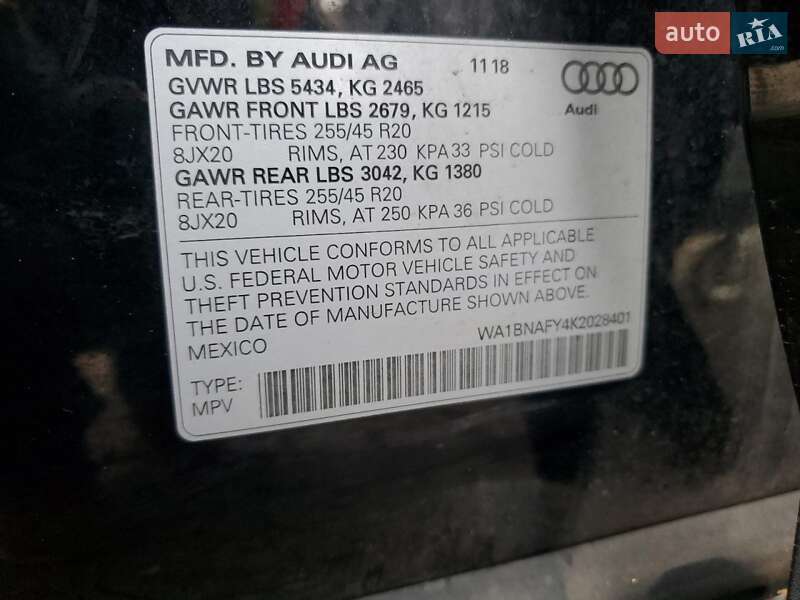 auto RIA .com
MFD. BY AUDI AG 11 18
GVWR LBS 5434, KG 2465
GAWR FRONT LBS 2679, KG 1215 Audi
FRONT-TIRES 255/45 R20
8JX20 RIMS, AT 230 KPA 33 PSI COLD
GAWR REAR LBS 3042, KG 1380
REAR-TIRES 255/45 R20
8JX20 RIMS, AT 250 KPA 36 PSI COLD
THIS VEHICLE CONFORMS TO ALL APPLICABLE
U.S. FEDERAL MOTOR VEHICLE SAFETY AND
THEFT PREVENTION STANDARDS IN EFFECT ON
THE DATE OF MANUFACTURE SHOWN ABOVE.
MEXICO WA1BNAFY4K2028401
TYPE:
MPV